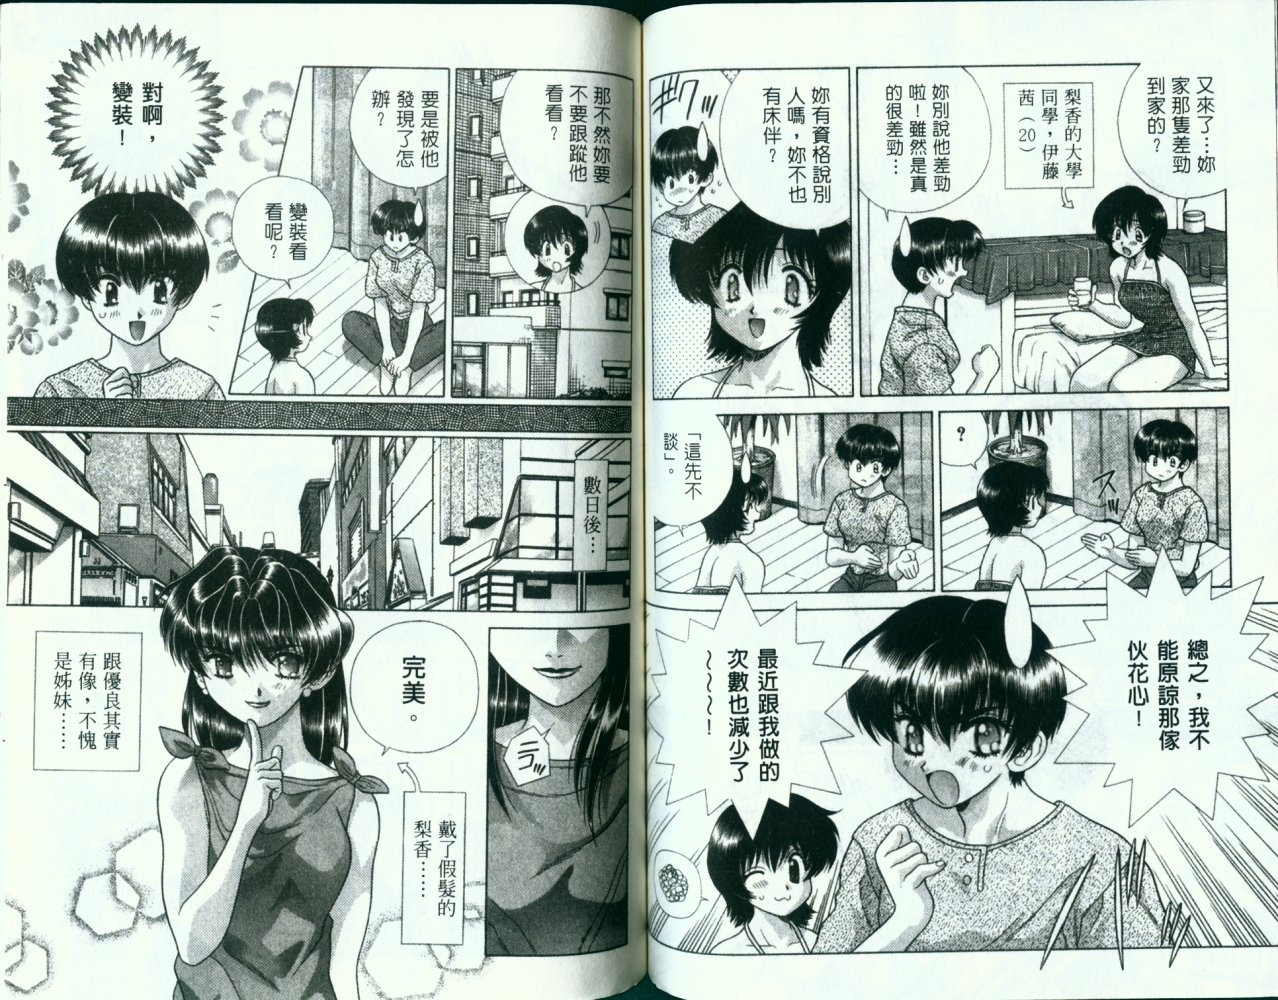 又來了…妳
家那隻差勁
到家的？
梨香的大學
同學，伊藤
茜（20）
妳別說他差勁
啦！雖然是真
的很差勁…
妳有資格說別
人嗎，妳不也
有床伴？
ギクッ
？
スッ
「這先不
談」。
總之，我不
能原諒那傢
伙花心！
最近跟我做的
次數也減少了
～～～～！
那不然妳要
不要跟蹤他
看看？
要是被他
發現了怎
辦？
變裝看
看呢？
對啊，
變裝！
數日後…
ラッ
完美。
戴了假髮的
梨香……
跟優良其實
有像，不愧
是姊妹……